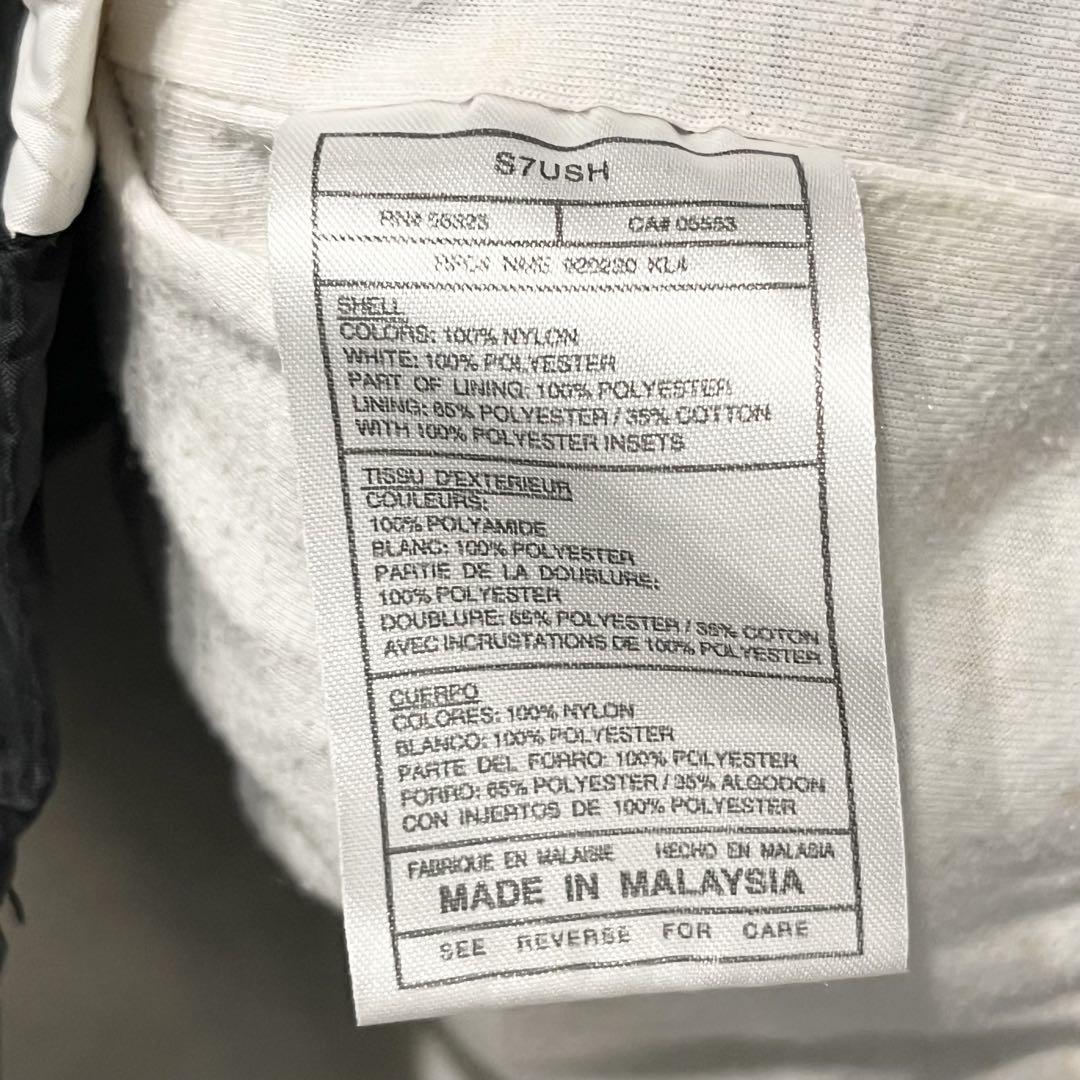 S7USH
RN# 56323 CA# 05553
RFC# NME 920230 KL4
SHELL
COLORS: 100% NYLON
WHITE: 100% POLYESTER
PART OF LINING: 100% POLYESTER
LINING: 65% POLYESTER / 35% COTTON
WITH 100% POLYESTER INSETS
TISSU D'EXTERIEUR
COULEURS:
100% POLYAMIDE
BLANC: 100% POLYESTER
PARTIE DE LA DOUBLURE:
100% POLYESTER
DOUBLURE: 65% POLYESTER / 35% COTON
AVEC INCRUSTATIONS DE 100% POLYESTER
CUERPO
COLORES: 100% NYLON
BLANCO: 100% POLYESTER
PARTE DEL FORRO: 100% POLYESTER
FORRO: 65% POLYESTER / 35% ALGODON
CON INJERTOS DE 100% POLYESTER
FABRIQUE EN MALAISIE HECHO EN MALASIA
MADE IN MALAYSIA
SEE REVERSE FOR CARE